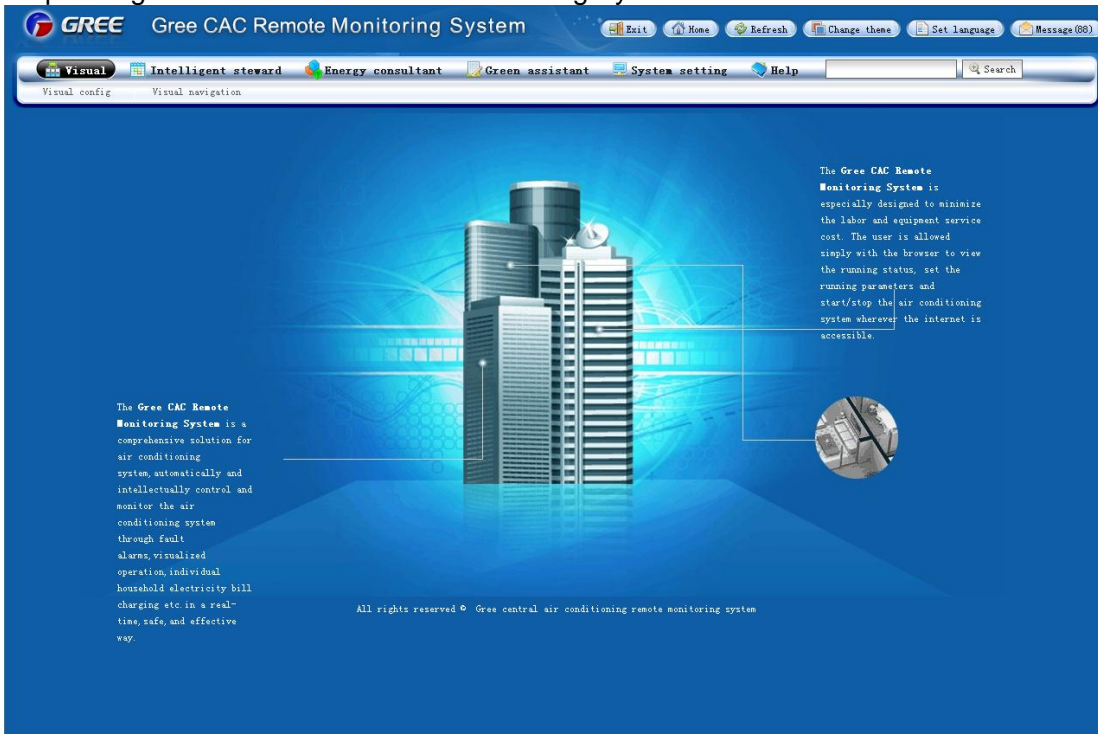 GREE Gree CAC Remote Monitoring System Exit Home Refresh Change theme Set language Message(88)
Visual Intelligent steward Energy consultant Green assistant System setting Help Search
Visual config Visual navigation
The Gree CAC Remote
Monitoring System is
especially designed to minimize
the labor and equipment service
cost. The user is allowed
simply with the browser to view
the running status, set the
running parameters and
start/stop the air conditioning
system wherever the internet is
accessible.
The Gree CAC Remote
Monitoring System is a
comprehensive solution for
air conditioning
system,automatically and
intellectually control and
monitor the air
conditioning system
through fault
alarms,visualized
operation,individual
household electricity bill
charging etc.in a real-
time,safe,and effective
way.
All rights reserved © Gree central air conditioning remote monitoring system